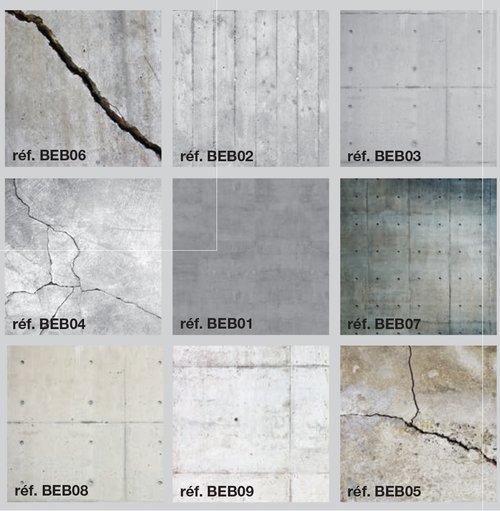 réf. BEB06
réf. BEB02
réf. BEB03
réf. BEB04
réf. BEB01
réf. BEB07
réf. BEB08
réf. BEB09
réf. BEB05